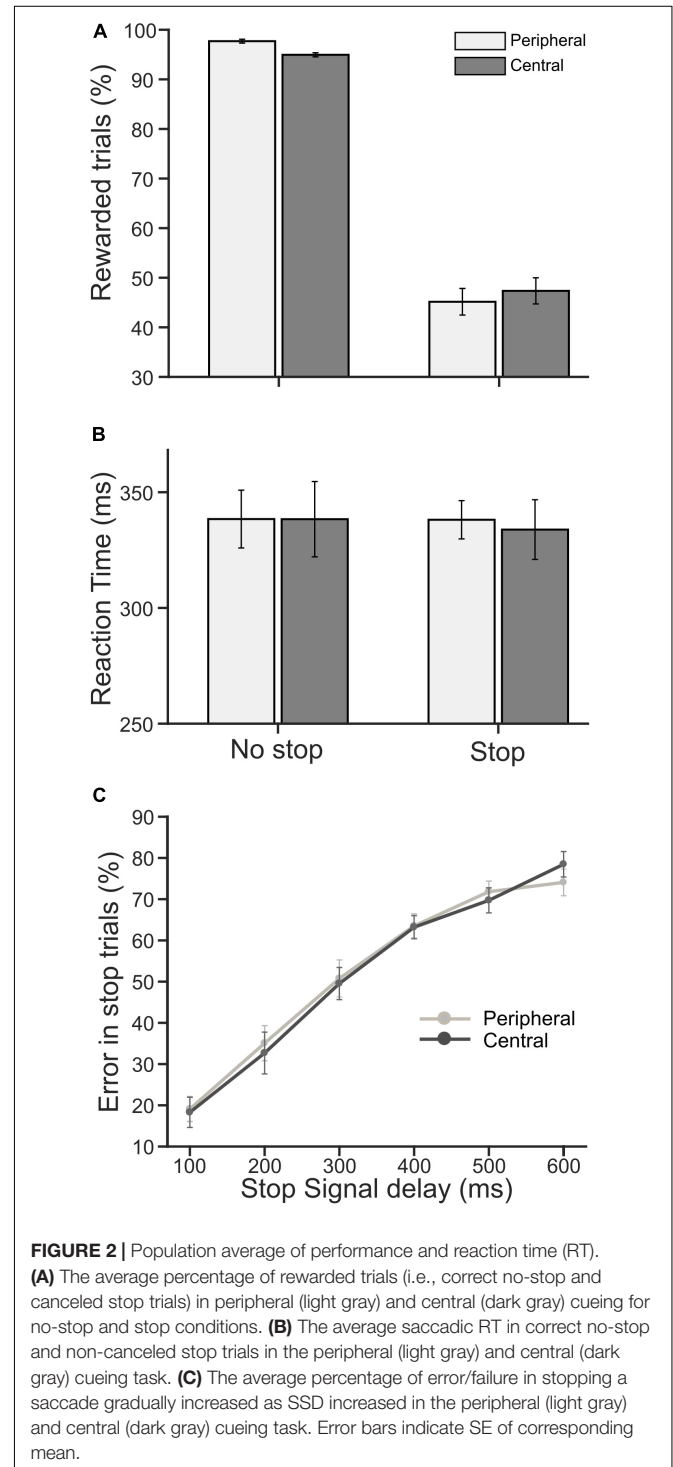 A
100
90
80
70
60
50
40
30
Rewarded trials (%)
Peripheral
Central
B
350
300
250
Reaction Time (ms)
No stop
Stop
C
90
80
70
60
50
40
30
20
10
Error in stop trials (%)
Peripheral
Central
100 200 300 400 500 600
Stop Signal delay (ms)
FIGURE 2 | Population average of performance and reaction time (RT).
(A) The average percentage of rewarded trials (i.e., correct no-stop and
canceled stop trials) in peripheral (light gray) and central (dark gray) cueing for
no-stop and stop conditions. (B) The average saccadic RT in correct no-stop
and non-canceled stop trials in the peripheral (light gray) and central (dark
gray) cueing task. (C) The average percentage of error/failure in stopping a
saccade gradually increased as SSD increased in the peripheral (light gray)
and central (dark gray) cueing task. Error bars indicate SE of corresponding
mean.